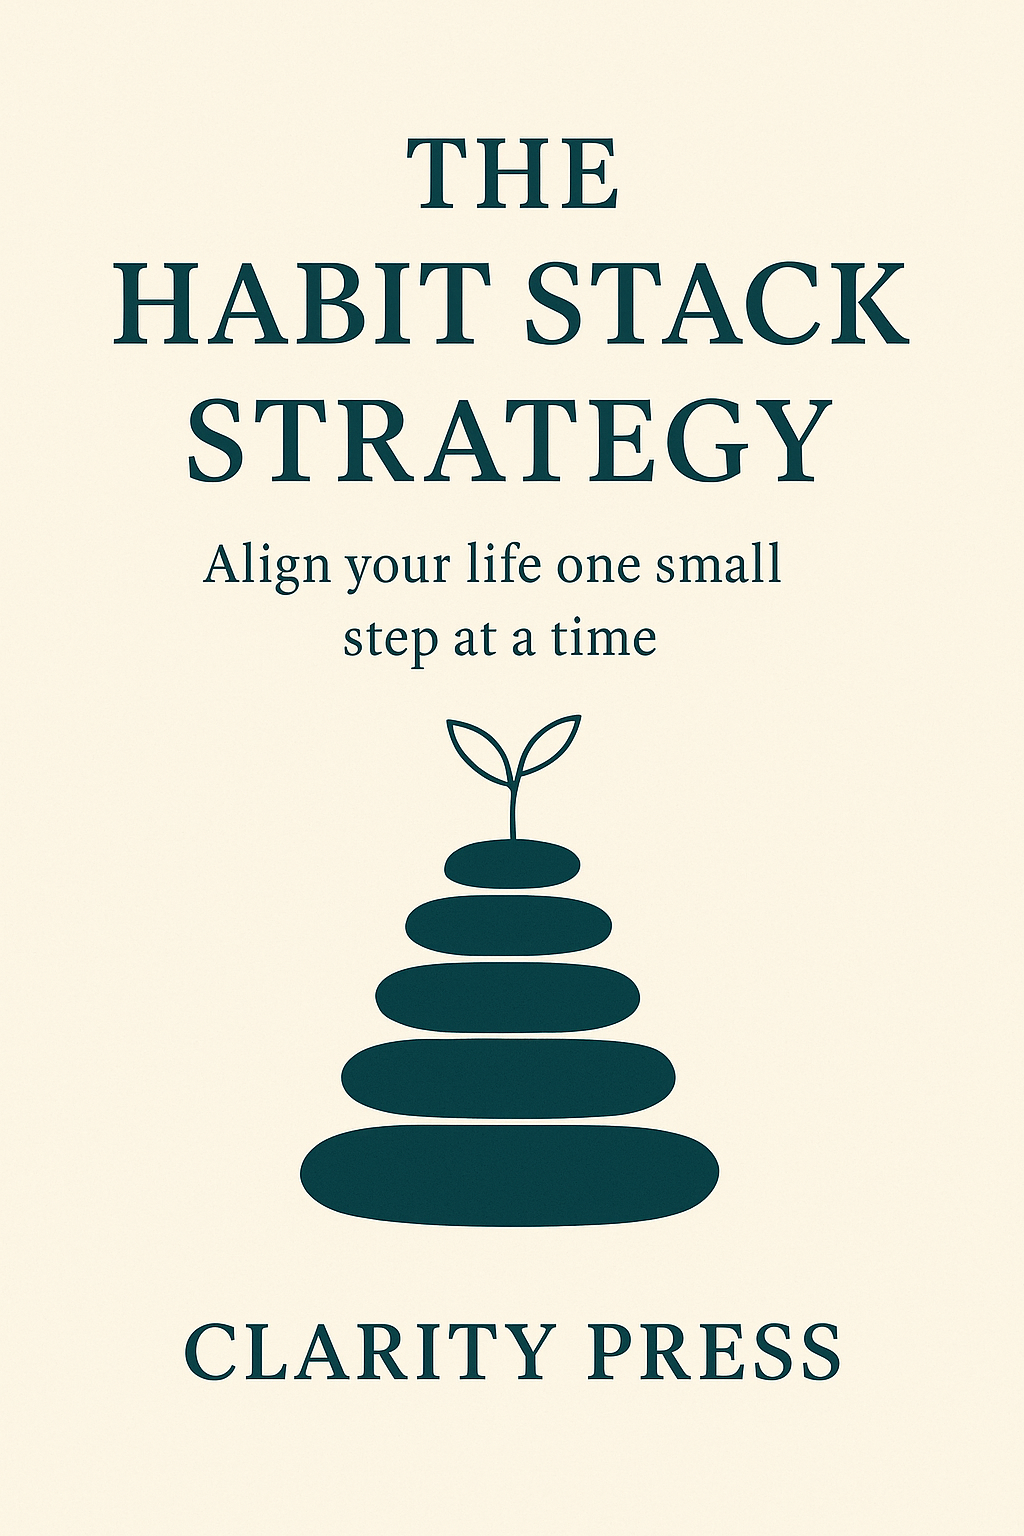 THE
HABIT STACK
STRATEGY
Align your life one small
step at a time
CLARITY PRESS